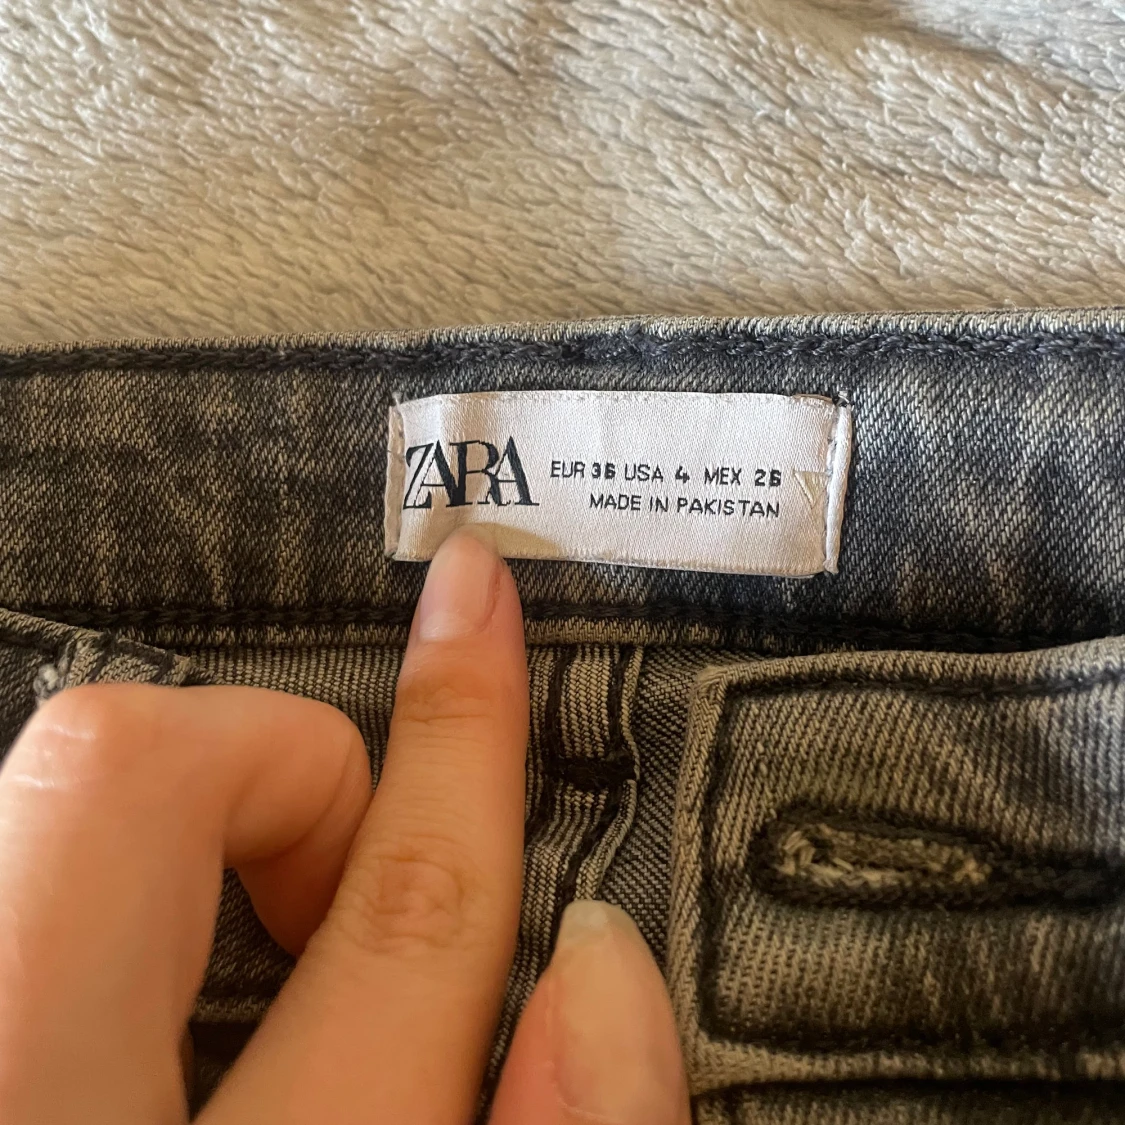 ZARA
EUR 36 USA 4 MEX 26
MADE IN PAKISTAN